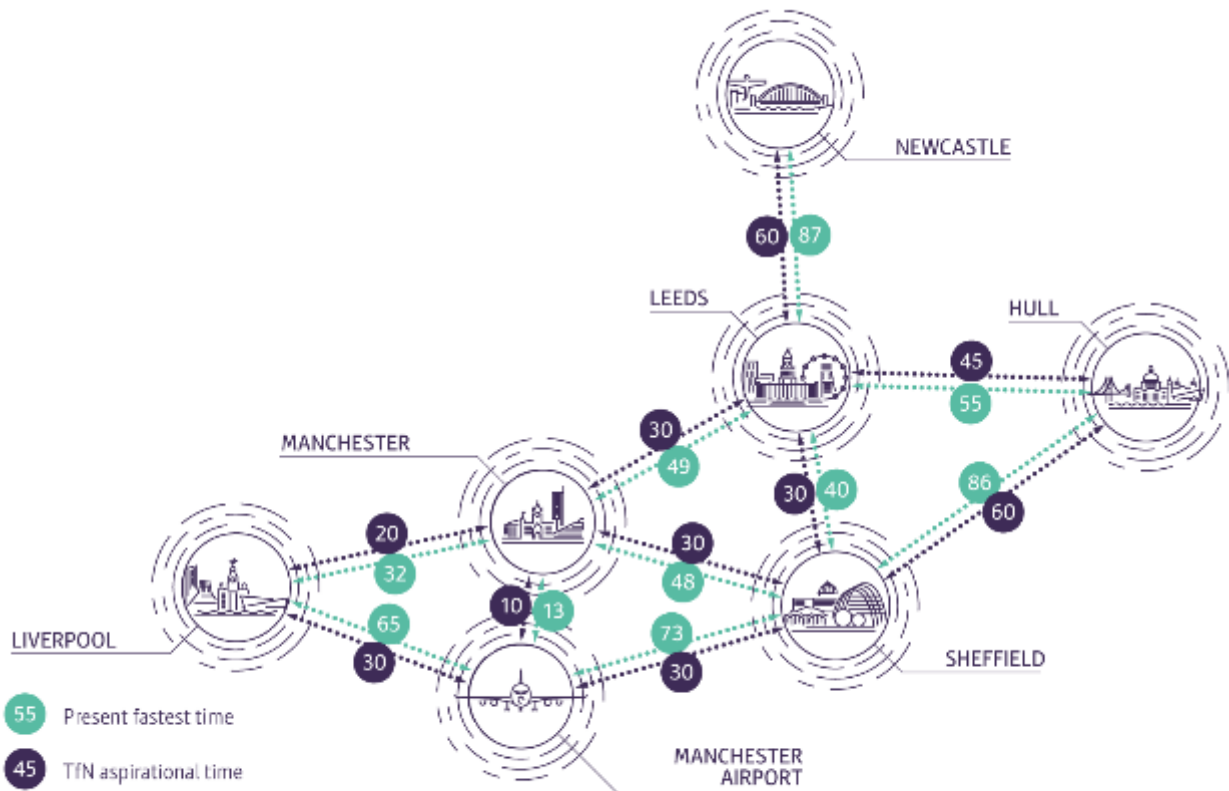 NEWCASTLE
60
87
LEEDS
HULL
45
55
30
49
MANCHESTER
30
40
86
60
20
32
30
48
10
13
65
30
73
30
LIVERPOOL
SHEFFIELD
55 Present fastest time
45 TfN aspirational time
MANCHESTER
AIRPORT